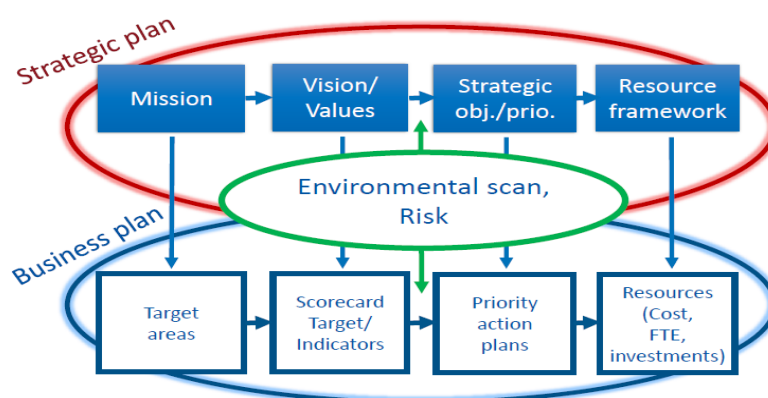 Strategic plan
Mission
Vision/
Values
Strategic
obj./prio.
Resource
framework
Environmental scan,
Risk
Business plan
Target
areas
Scorecard
Target/
Indicators
Priority
action
plans
Resources
(Cost,
FTE,
investments)